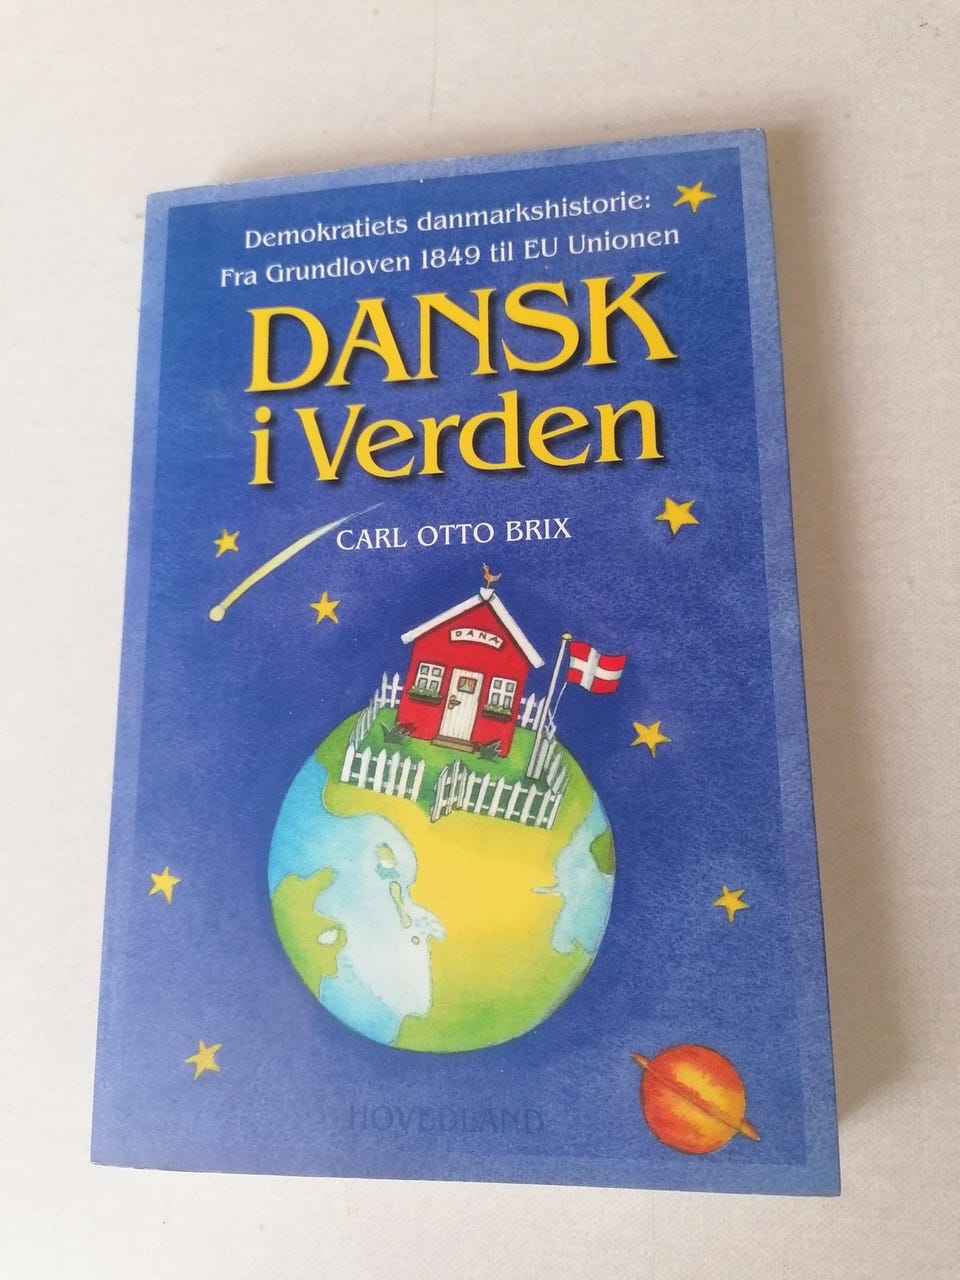 Demokratiets danmarkshistorie:
Fra Grundloven 1849 til EU Unionen
DANSK
i Verden
CARL OTTO BRIX
DANA
HOVEDLAND